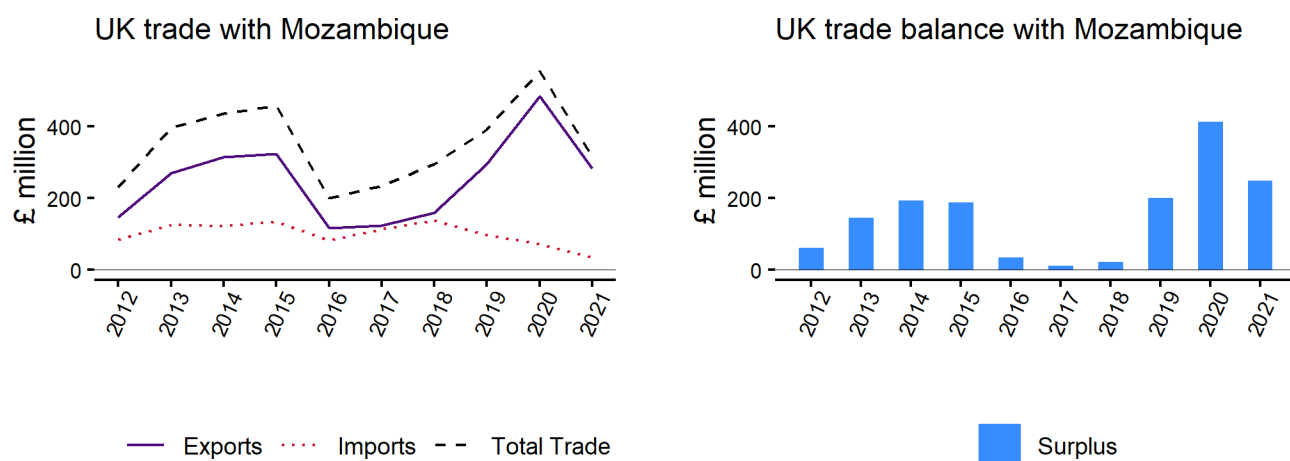 UK trade with Mozambique
£ million
400
200
0
2012 2013 2014 2015 2016 2017 2018 2019 2020 2021
Exports Imports Total Trade
UK trade balance with Mozambique
£ million
400
200
0
2012 2013 2014 2015 2016 2017 2018 2019 2020 2021
Surplus